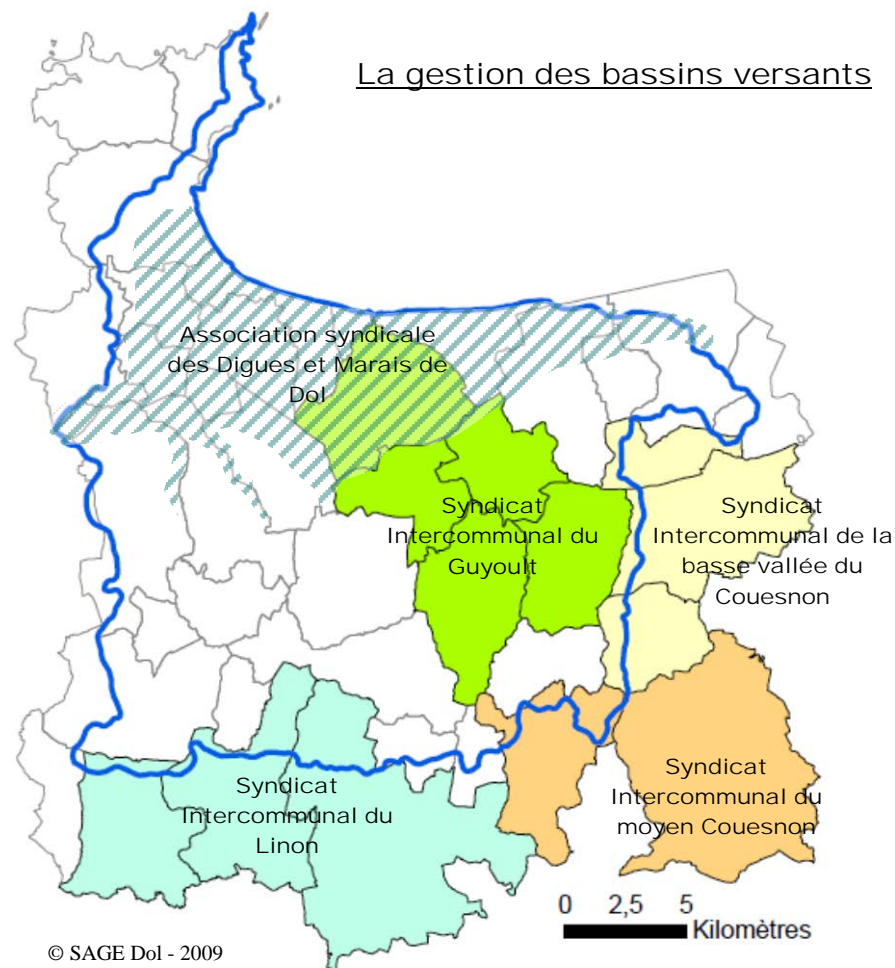 La gestion des bassins versants
Association syndicale
des Digues et Marais de
Dol
Syndicat
Intercommunal du
Guyoult
Syndicat
Intercommunal de la
basse vallée du
Couesnon
Syndicat
Intercommunal du
Linon
Syndicat
Intercommunal du
moyen Couesnon
0 2,5 5
Kilomètres
© SAGE Dol - 2009